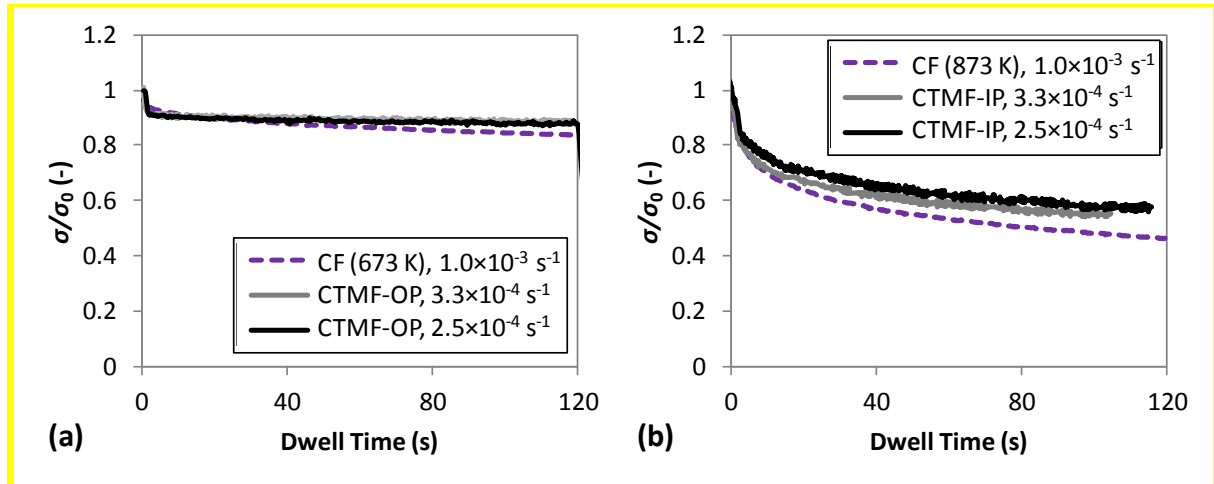 1.2
1
0.8
0.6
0.4
0.2
0
σ/σ₀ (-)
CF (673 K), 1.0×10⁻³ s⁻¹
CTMF-OP, 3.3×10⁻⁴ s⁻¹
CTMF-OP, 2.5×10⁻⁴ s⁻¹
0 40 80 120
(a) Dwell Time (s)
1.2
1
0.8
0.6
0.4
0.2
0
σ/σ₀ (-)
CF (873 K), 1.0×10⁻³ s⁻¹
CTMF-IP, 3.3×10⁻⁴ s⁻¹
CTMF-IP, 2.5×10⁻⁴ s⁻¹
0 40 80 120
(b) Dwell Time (s)